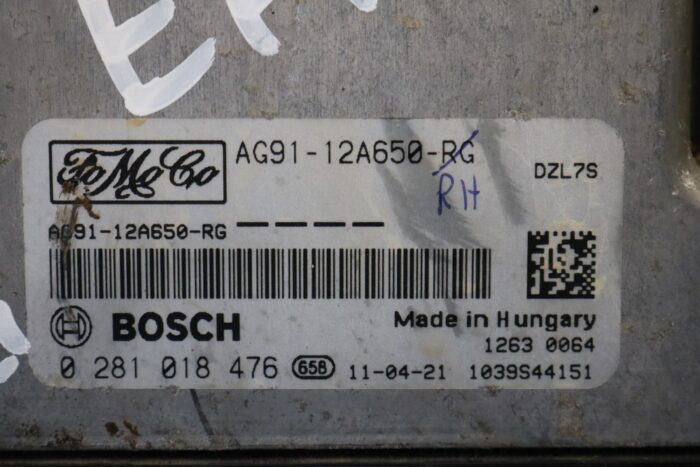 FoMoCo
AG91-12A650-RG
RH
DZL7S
AG91-12A650-RG
BOSCH
Made in Hungary
1263 0064
0 281 018 476 658 11-04-21 1039S44151